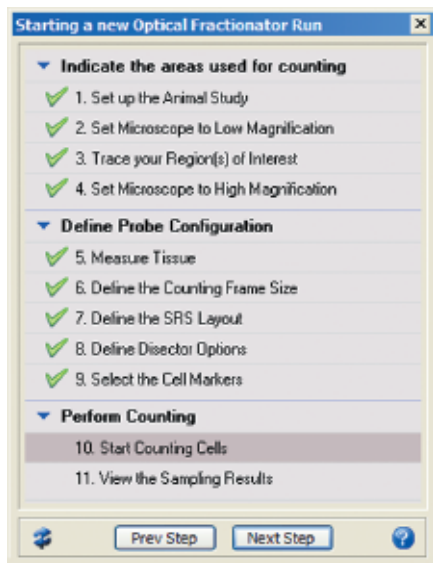 Starting a new Optical Fractionator Run
Indicate the areas used for counting
1. Set up the Animal Study
2. Set Microscope to Low Magnification
3. Trace your Region(s) of Interest
4. Set Microscope to High Magnification
Define Probe Configuration
5. Measure Tissue
6. Define the Counting Frame Size
7. Define the SRS Layout
8. Define Disector Options
9. Select the Cell Markers
Perform Counting
10. Start Counting Cells
11. View the Sampling Results
Prev Step Next Step